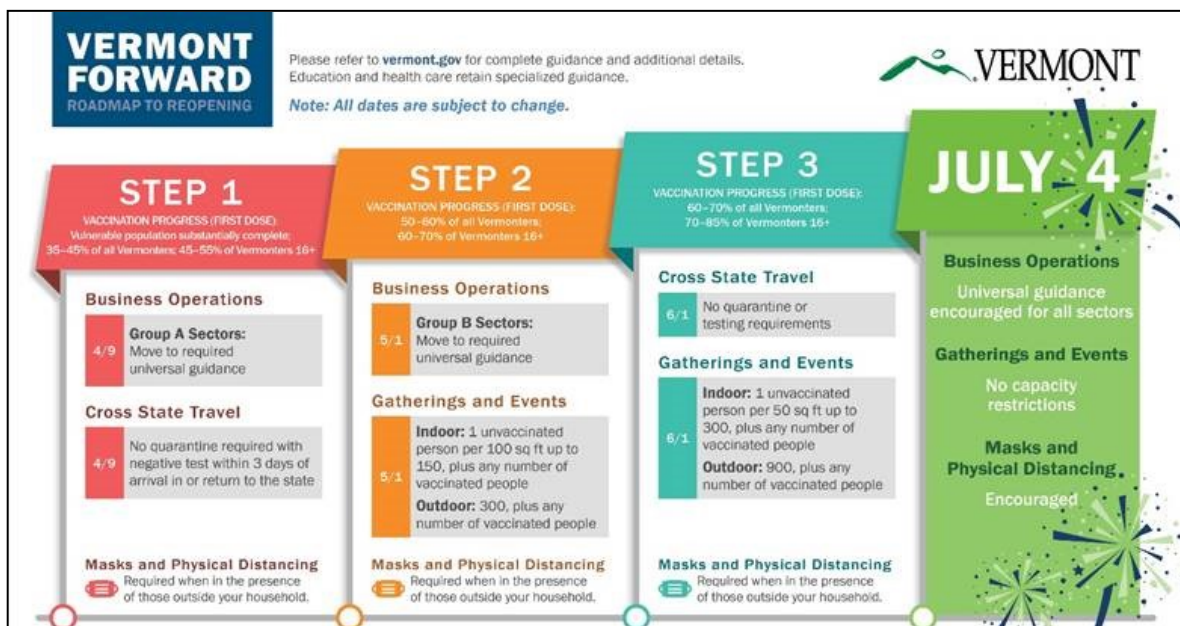 VERMONT
FORWARD
ROADMAP TO REOPENING
Please refer to vermont.gov for complete guidance and additional details.
Education and health care retain specialized guidance.
Note: All dates are subject to change.
VERMONT
STEP 1
VACCINATION PROGRESS (FIRST DOSE):
Vulnerable population substantially complete;
35–45% of all Vermonters; 45–55% of Vermonters 16+
Business Operations
4/9
Group A Sectors:
Move to required
universal guidance
Cross State Travel
4/9
No quarantine required with
negative test within 3 days of
arrival in or return to the state
Masks and Physical Distancing
Required when in the presence
of those outside your household.
STEP 2
VACCINATION PROGRESS (FIRST DOSE):
50–60% of all Vermonters;
60–70% of Vermonters 16+
Business Operations
5/1
Group B Sectors:
Move to required
universal guidance
Gatherings and Events
5/1
Indoor: 1 unvaccinated
person per 100 sq ft up to
150, plus any number of
vaccinated people
Outdoor: 300, plus any
number of vaccinated people
Masks and Physical Distancing
Required when in the presence
of those outside your household.
STEP 3
VACCINATION PROGRESS (FIRST DOSE):
60–70% of all Vermonters;
70–85% of Vermonters 16+
Cross State Travel
6/1
No quarantine or
testing requirements
Gatherings and Events
6/1
Indoor: 1 unvaccinated
person per 50 sq ft up to
300, plus any number of
vaccinated people
Outdoor: 900, plus any
number of vaccinated people
Masks and Physical Distancing
Required when in the presence
of those outside your household.
JULY 4
Business Operations
Universal guidance
encouraged for all sectors
Gatherings and Events
No capacity
restrictions
Masks and
Physical Distancing
Encouraged